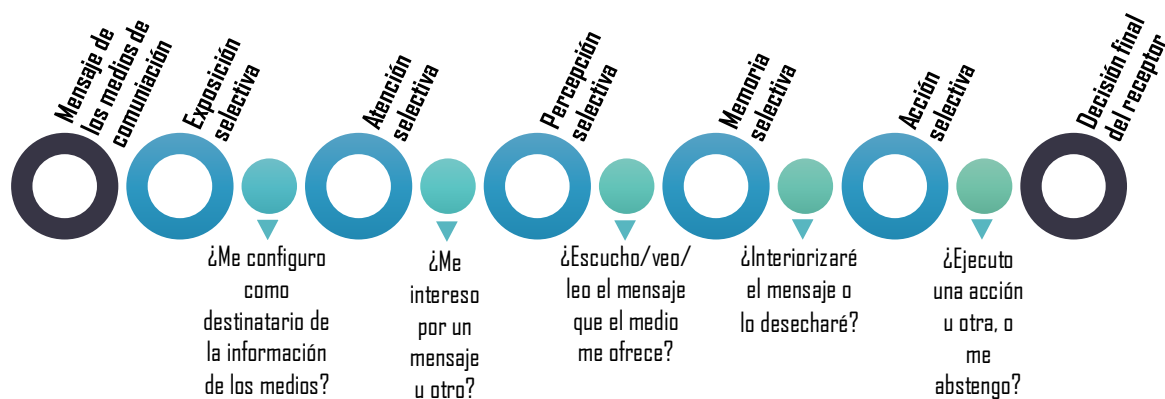 Mensaje de
los medios de
comuniación
Exposición
selectiva
Atención
selectiva
Percepción
selectiva
Memoria
selectiva
Acción
selectiva
Decisión final
del receptor
¿Me configuro
como
destinatario de
la información
de los medios?
¿Me
intereso
por un
mensaje
u otro?
¿Escucho/veo/
leo el mensaje
que el medio
me ofrece?
¿Interiorizaré
el mensaje o
lo desecharé?
¿Ejecuto
una acción
u otra, o
me
abstengo?